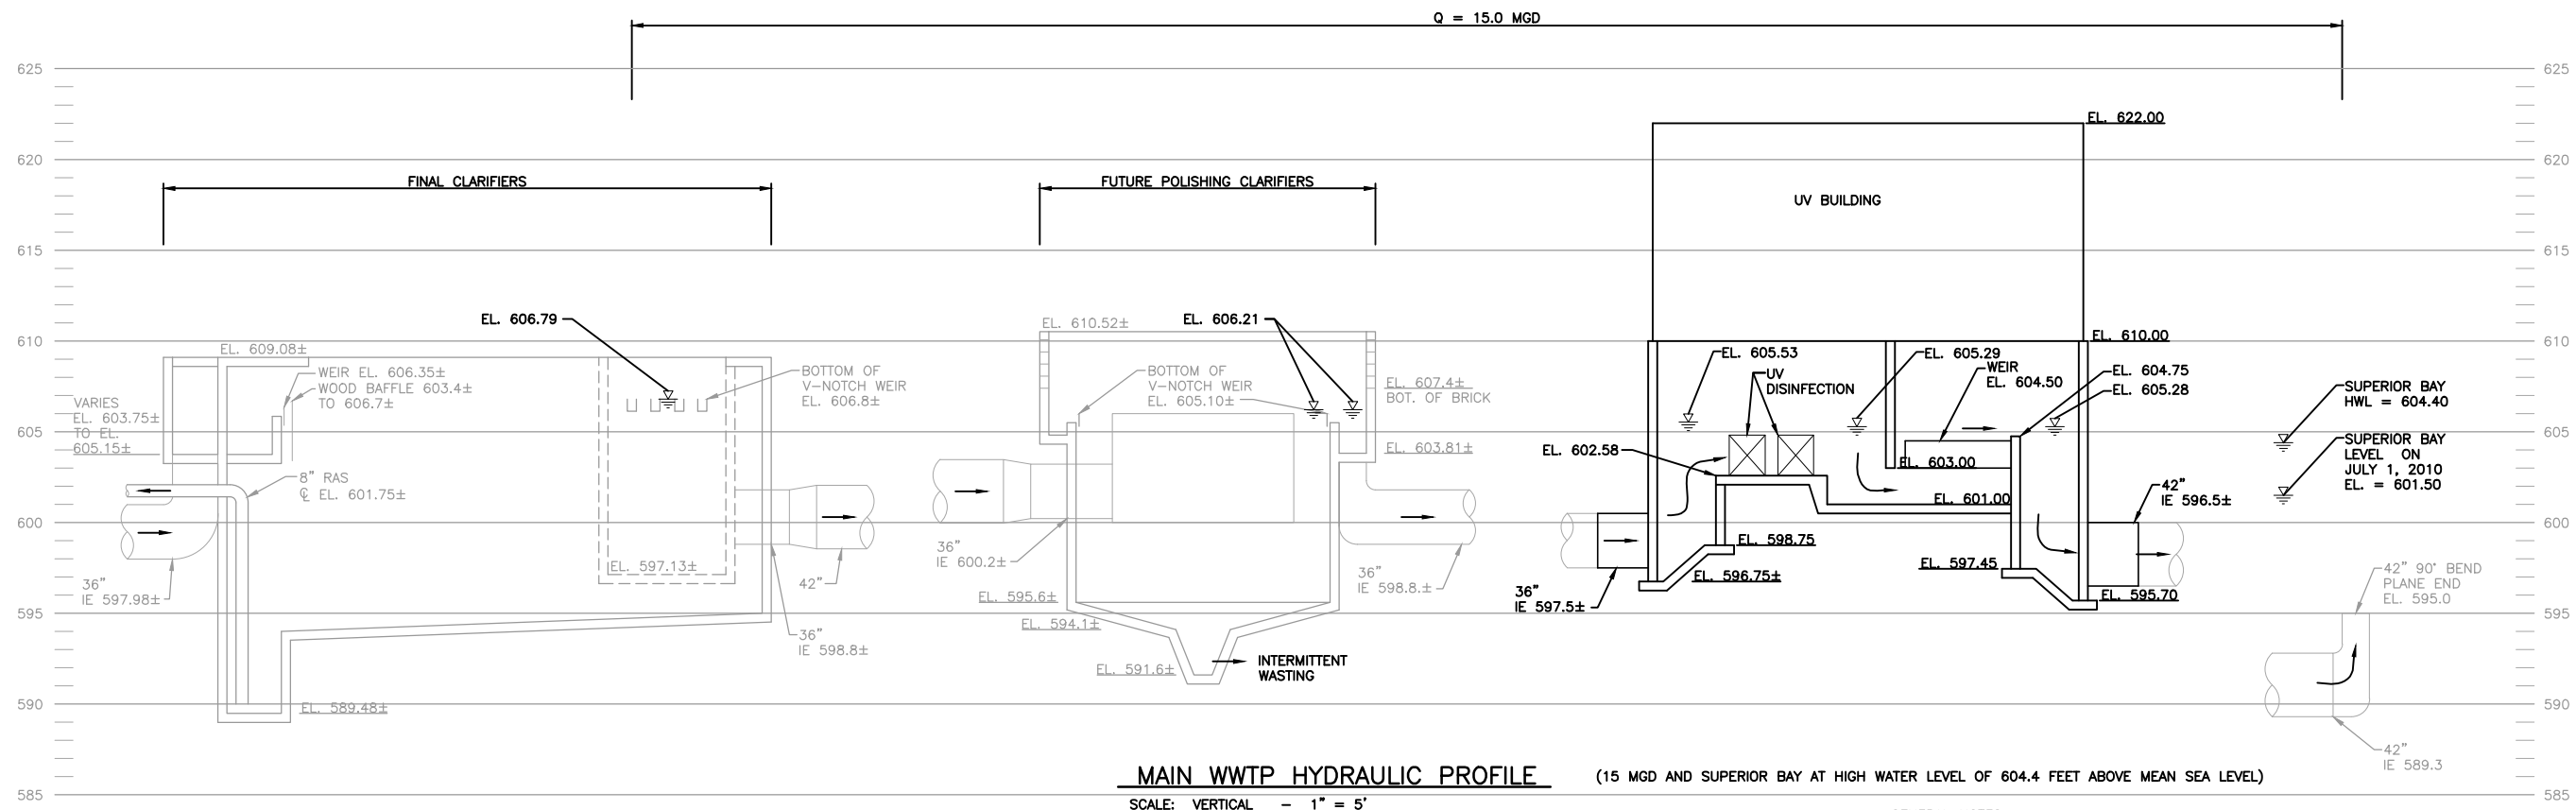 Q = 15.0 MGD
625
625
EL. 622.00
620
620
FINAL CLARIFIERS
FUTURE POLISHING CLARIFIERS
UV BUILDING
615
615
EL. 606.79
EL. 610.52±
EL. 606.21
610
610
EL. 610.00
EL. 609.08±
WEIR EL. 606.35±
WOOD BAFFLE 603.4±
TO 606.7±
BOTTOM OF
V-NOTCH WEIR
EL. 606.8±
BOTTOM OF
V-NOTCH WEIR
EL. 605.10±
EL. 607.4±
BOT. OF BRICK
EL. 605.53
UV
DISINFECTION
EL. 605.29
WEIR
EL. 604.50
EL. 604.75
EL. 605.28
SUPERIOR BAY
HWL = 604.40
VARIES
EL. 603.75±
TO EL.
605.15±
605
605
EL. 603.81±
EL. 602.58
EL. 603.00
SUPERIOR BAY
LEVEL ON
JULY 1, 2010
EL. = 601.50
8" RAS
℄ EL. 601.75±
EL. 601.00
42"
IE 596.5±
600
600
36"
IE 597.98±
EL. 597.13±
42"
36"
IE 600.2±
36"
IE 598.8.±
EL. 598.75
EL. 596.75±
36"
IE 597.5±
EL. 597.45
EL. 595.70
42" 90° BEND
PLANE END
EL. 595.0
595
595
EL. 595.6±
EL. 594.1±
36"
IE 598.8±
EL. 591.6±
INTERMITTENT
WASTING
590
590
EL. 589.48±
42"
IE 589.3
MAIN WWTP HYDRAULIC PROFILE
(15 MGD AND SUPERIOR BAY AT HIGH WATER LEVEL OF 604.4 FEET ABOVE MEAN SEA LEVEL)
585
585
SCALE: VERTICAL - 1" = 5'